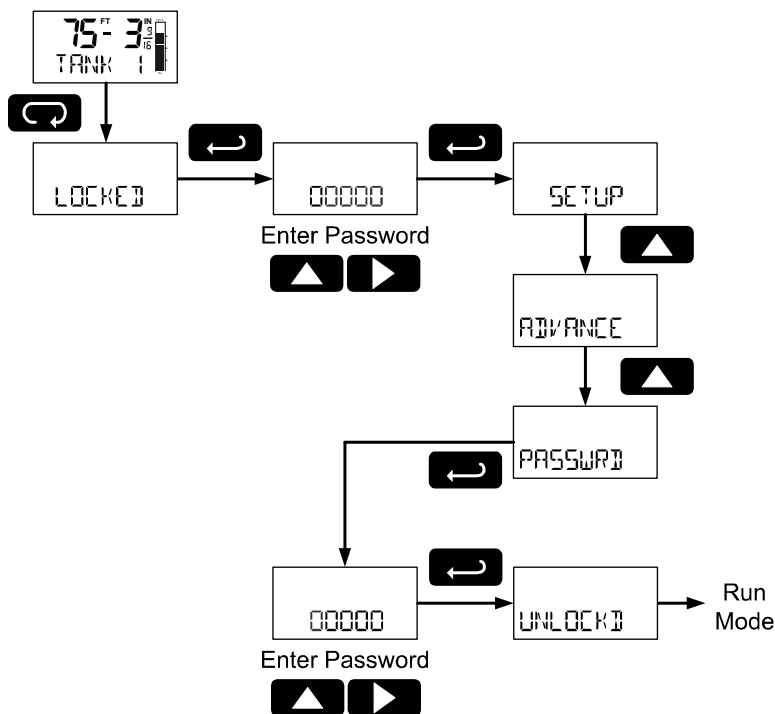 75 FT - 3 IN 9/16
TANK 1
LOCKED
00000
Enter Password
SETUP
ADVANCE
PASSWRD
00000
Enter Password
UNLOCKD
Run
Mode